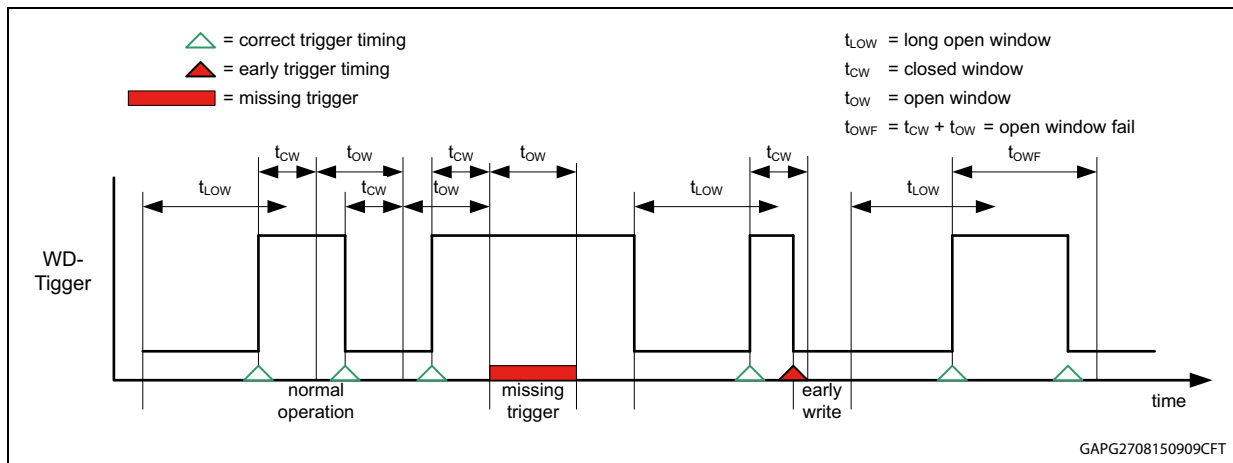 = correct trigger timing
= early trigger timing
= missing trigger
tLOW = long open window
tCW = closed window
tOW = open window
tOWF = tCW + tOW = open window fail
tCW tOW tCW tOW tCW tOWF
tLOW tCW tOW tLOW tLOW
WD-
Tigger
normal
operation
missing
trigger
early
write
time
GAPG2708150909CFT